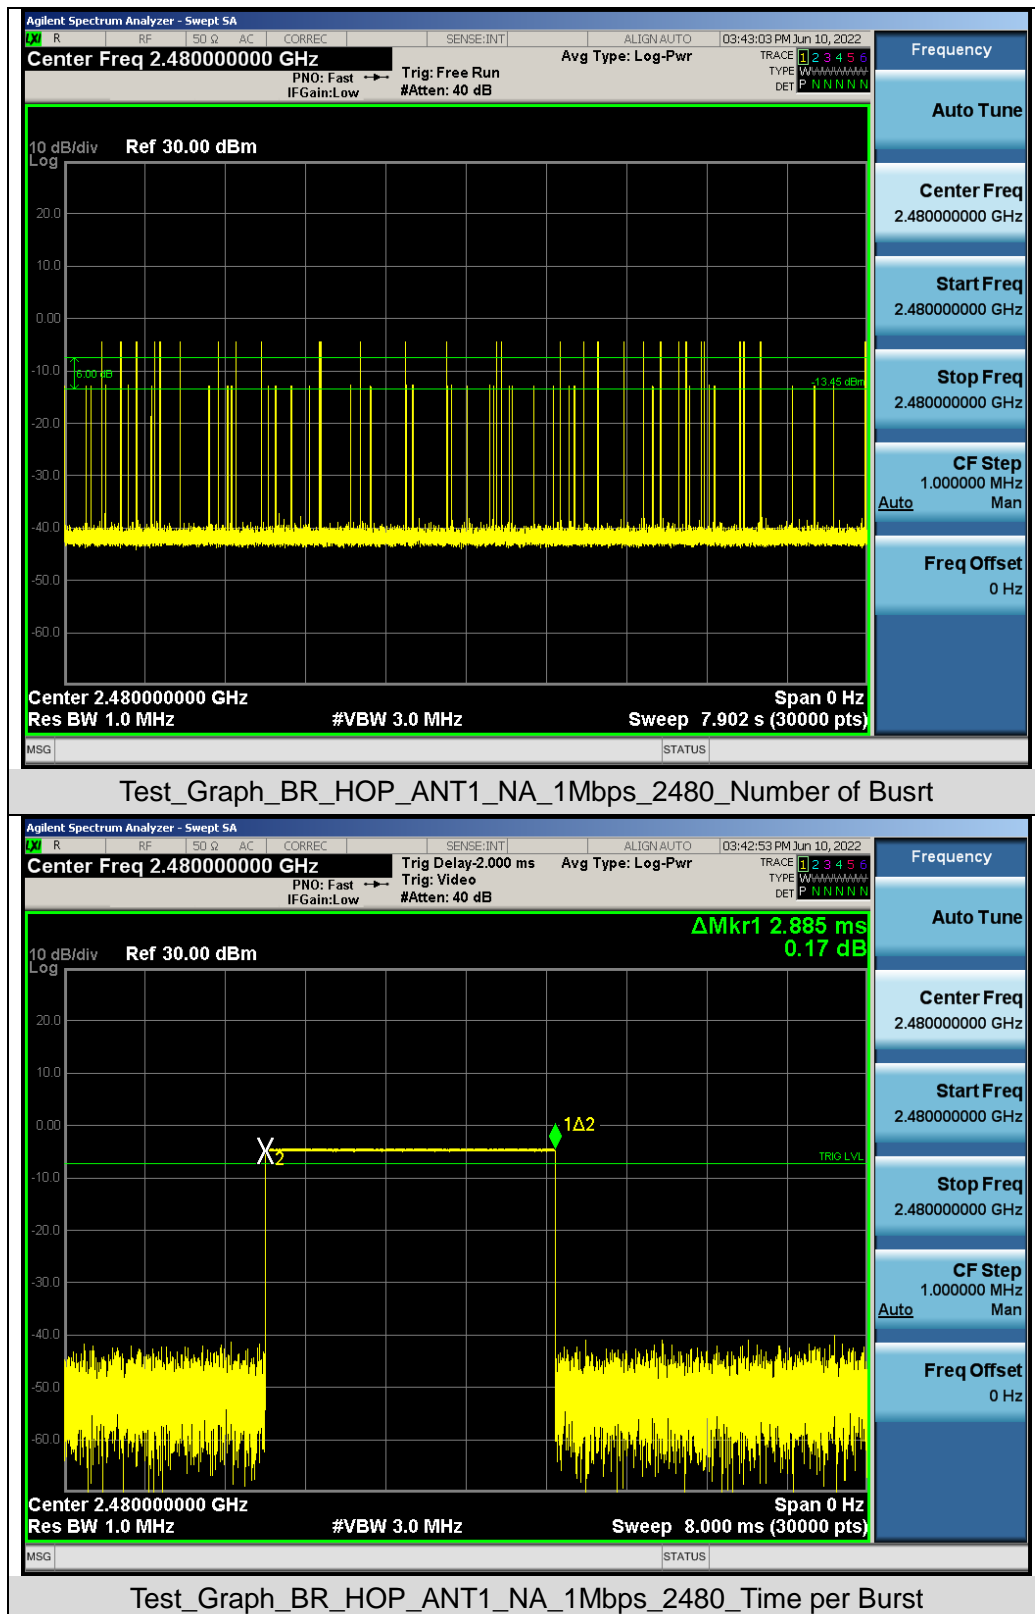 Agilent Spectrum Analyzer - Swept SA
LXI R RF 50 Ω AC CORREC SENSE:INT ALIGN AUTO 03:43:03 PM Jun 10, 2022
Center Freq 2.480000000 GHz
PNO: Fast
IFGain:Low
Trig: Free Run
#Atten: 40 dB
Avg Type: Log-Pwr
TRACE 1 2 3 4 5 6
TYPE WWWWWW
DET P N N N N N
Frequency
Auto Tune
Center Freq
2.480000000 GHz
Start Freq
2.480000000 GHz
Stop Freq
2.480000000 GHz
CF Step
1.000000 MHz
Auto Man
Freq Offset
0 Hz
10 dB/div Ref 30.00 dBm
Log
20.0
10.0
0.00
-10.0
6.00 dB
-13.45 dBm
-20.0
-30.0
-40.0
-50.0
-60.0
Center 2.480000000 GHz Span 0 Hz
Res BW 1.0 MHz #VBW 3.0 MHz Sweep 7.902 s (30000 pts)
MSG STATUS
Test_Graph_BR_HOP_ANT1_NA_1Mbps_2480_Number of Busrt
Agilent Spectrum Analyzer - Swept SA
LXI R RF 50 Ω AC CORREC SENSE:INT ALIGN AUTO 03:42:53 PM Jun 10, 2022
Center Freq 2.480000000 GHz
PNO: Fast
IFGain:Low
Trig Delay-2.000 ms
Trig: Video
#Atten: 40 dB
Avg Type: Log-Pwr
TRACE 1 2 3 4 5 6
TYPE WWWWWW
DET P N N N N N
Frequency
Auto Tune
Center Freq
2.480000000 GHz
Start Freq
2.480000000 GHz
Stop Freq
2.480000000 GHz
CF Step
1.000000 MHz
Auto Man
Freq Offset
0 Hz
ΔMkr1 2.885 ms
0.17 dB
10 dB/div Ref 30.00 dBm
Log
20.0
10.0
0.00
1Δ2
2
TRIG LVL
-10.0
-20.0
-30.0
-40.0
-50.0
-60.0
Center 2.480000000 GHz Span 0 Hz
Res BW 1.0 MHz #VBW 3.0 MHz Sweep 8.000 ms (30000 pts)
MSG STATUS
Test_Graph_BR_HOP_ANT1_NA_1Mbps_2480_Time per Burst